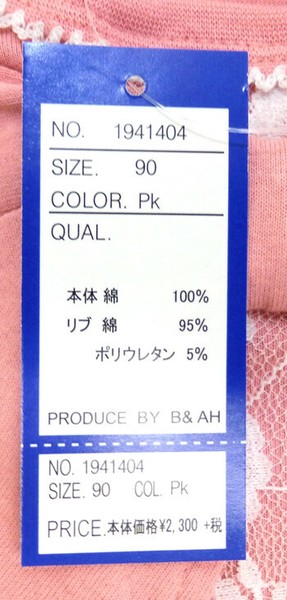 NO. 1941404
SIZE. 90
COLOR. Pk
QUAL.
本体 綿 100%
リブ 綿 95%
ポリウレタン 5%
PRODUCE BY B&AH
NO. 1941404
SIZE. 90 COL. Pk
PRICE. 本体価格¥2,300 +税